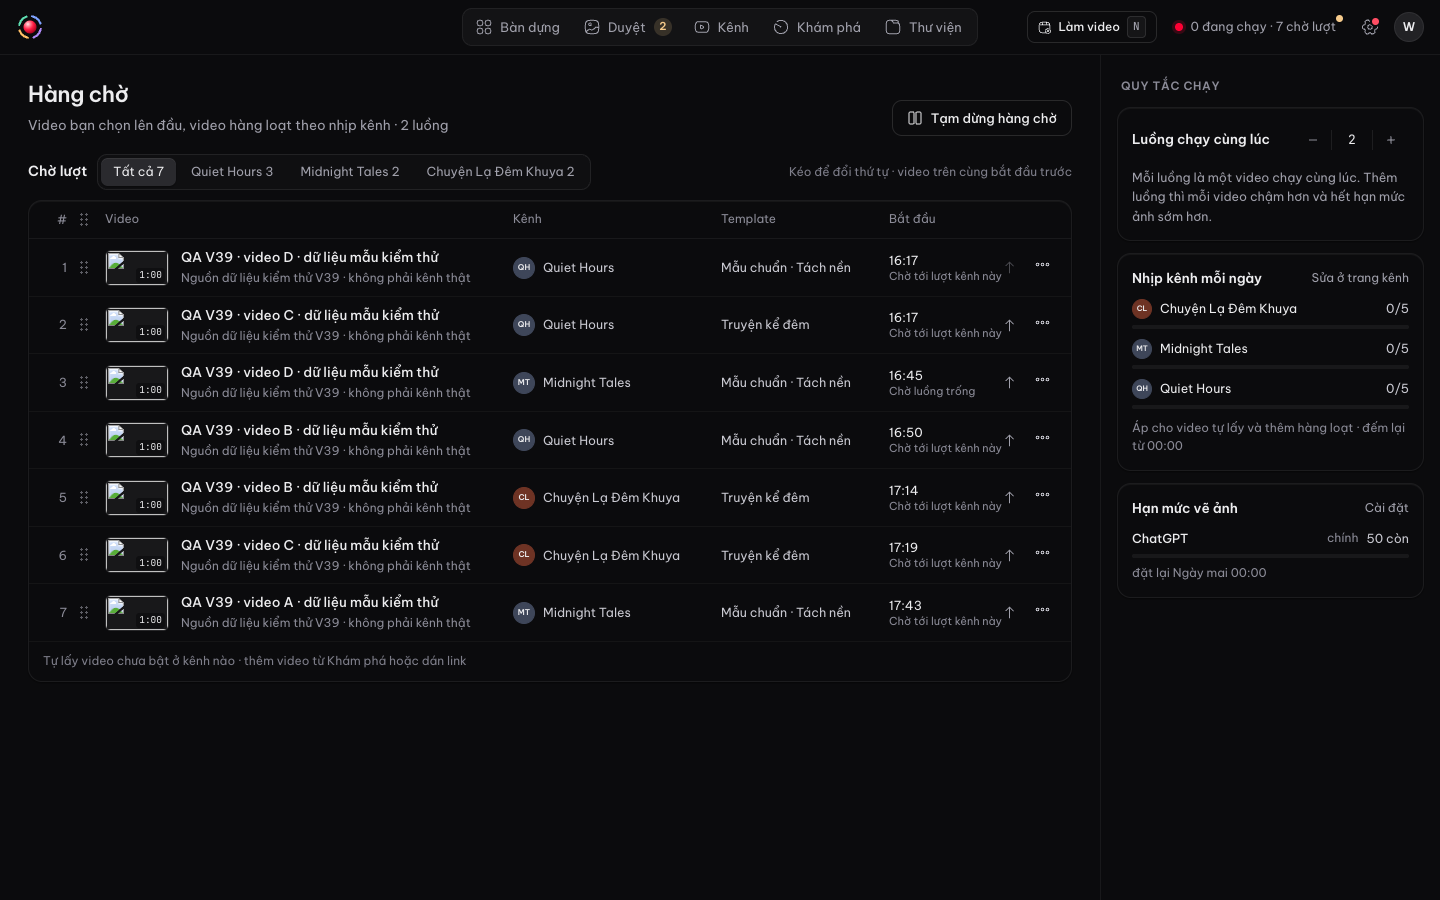 Bàn dựng
Duyệt 2
Kênh
Khám phá
Thư viện
Làm video N
0 đang chạy · 7 chờ lượt
W
Hàng chờ
Video bạn chọn lên đầu, video hàng loạt theo nhịp kênh · 2 luồng
Tạm dừng hàng chờ
Chờ lượt
Tất cả 7
Quiet Hours 3
Midnight Tales 2
Chuyện Lạ Đêm Khuya 2
Kéo để đổi thứ tự · video trên cùng bắt đầu trước
# Video Kênh Template Bắt đầu
1 1:00 QA V39 · video D · dữ liệu mẫu kiểm thử QH Quiet Hours Mẫu chuẩn · Tách nền 16:17
Nguồn dữ liệu kiểm thử V39 · không phải kênh thật Chờ tới lượt kênh này
2 1:00 QA V39 · video C · dữ liệu mẫu kiểm thử QH Quiet Hours Truyện kể đêm 16:17
Nguồn dữ liệu kiểm thử V39 · không phải kênh thật Chờ tới lượt kênh này
3 1:00 QA V39 · video D · dữ liệu mẫu kiểm thử MT Midnight Tales Mẫu chuẩn · Tách nền 16:45
Nguồn dữ liệu kiểm thử V39 · không phải kênh thật Chờ luồng trống
4 1:00 QA V39 · video B · dữ liệu mẫu kiểm thử QH Quiet Hours Mẫu chuẩn · Tách nền 16:50
Nguồn dữ liệu kiểm thử V39 · không phải kênh thật Chờ tới lượt kênh này
5 1:00 QA V39 · video B · dữ liệu mẫu kiểm thử CL Chuyện Lạ Đêm Khuya Truyện kể đêm 17:14
Nguồn dữ liệu kiểm thử V39 · không phải kênh thật Chờ tới lượt kênh này
6 1:00 QA V39 · video C · dữ liệu mẫu kiểm thử CL Chuyện Lạ Đêm Khuya Truyện kể đêm 17:19
Nguồn dữ liệu kiểm thử V39 · không phải kênh thật Chờ tới lượt kênh này
7 1:00 QA V39 · video A · dữ liệu mẫu kiểm thử MT Midnight Tales Mẫu chuẩn · Tách nền 17:43
Nguồn dữ liệu kiểm thử V39 · không phải kênh thật Chờ tới lượt kênh này
Tự lấy video chưa bật ở kênh nào · thêm video từ Khám phá hoặc dán link
QUY TẮC CHẠY
Luồng chạy cùng lúc − 2 +
Mỗi luồng là một video chạy cùng lúc. Thêm
luồng thì mỗi video chậm hơn và hết hạn mức
ảnh sớm hơn.
Nhịp kênh mỗi ngày Sửa ở trang kênh
CL Chuyện Lạ Đêm Khuya 0/5
MT Midnight Tales 0/5
QH Quiet Hours 0/5
Áp cho video tự lấy và thêm hàng loạt · đếm lại
từ 00:00
Hạn mức vẽ ảnh Cài đặt
ChatGPT chính 50 còn
đặt lại Ngày mai 00:00